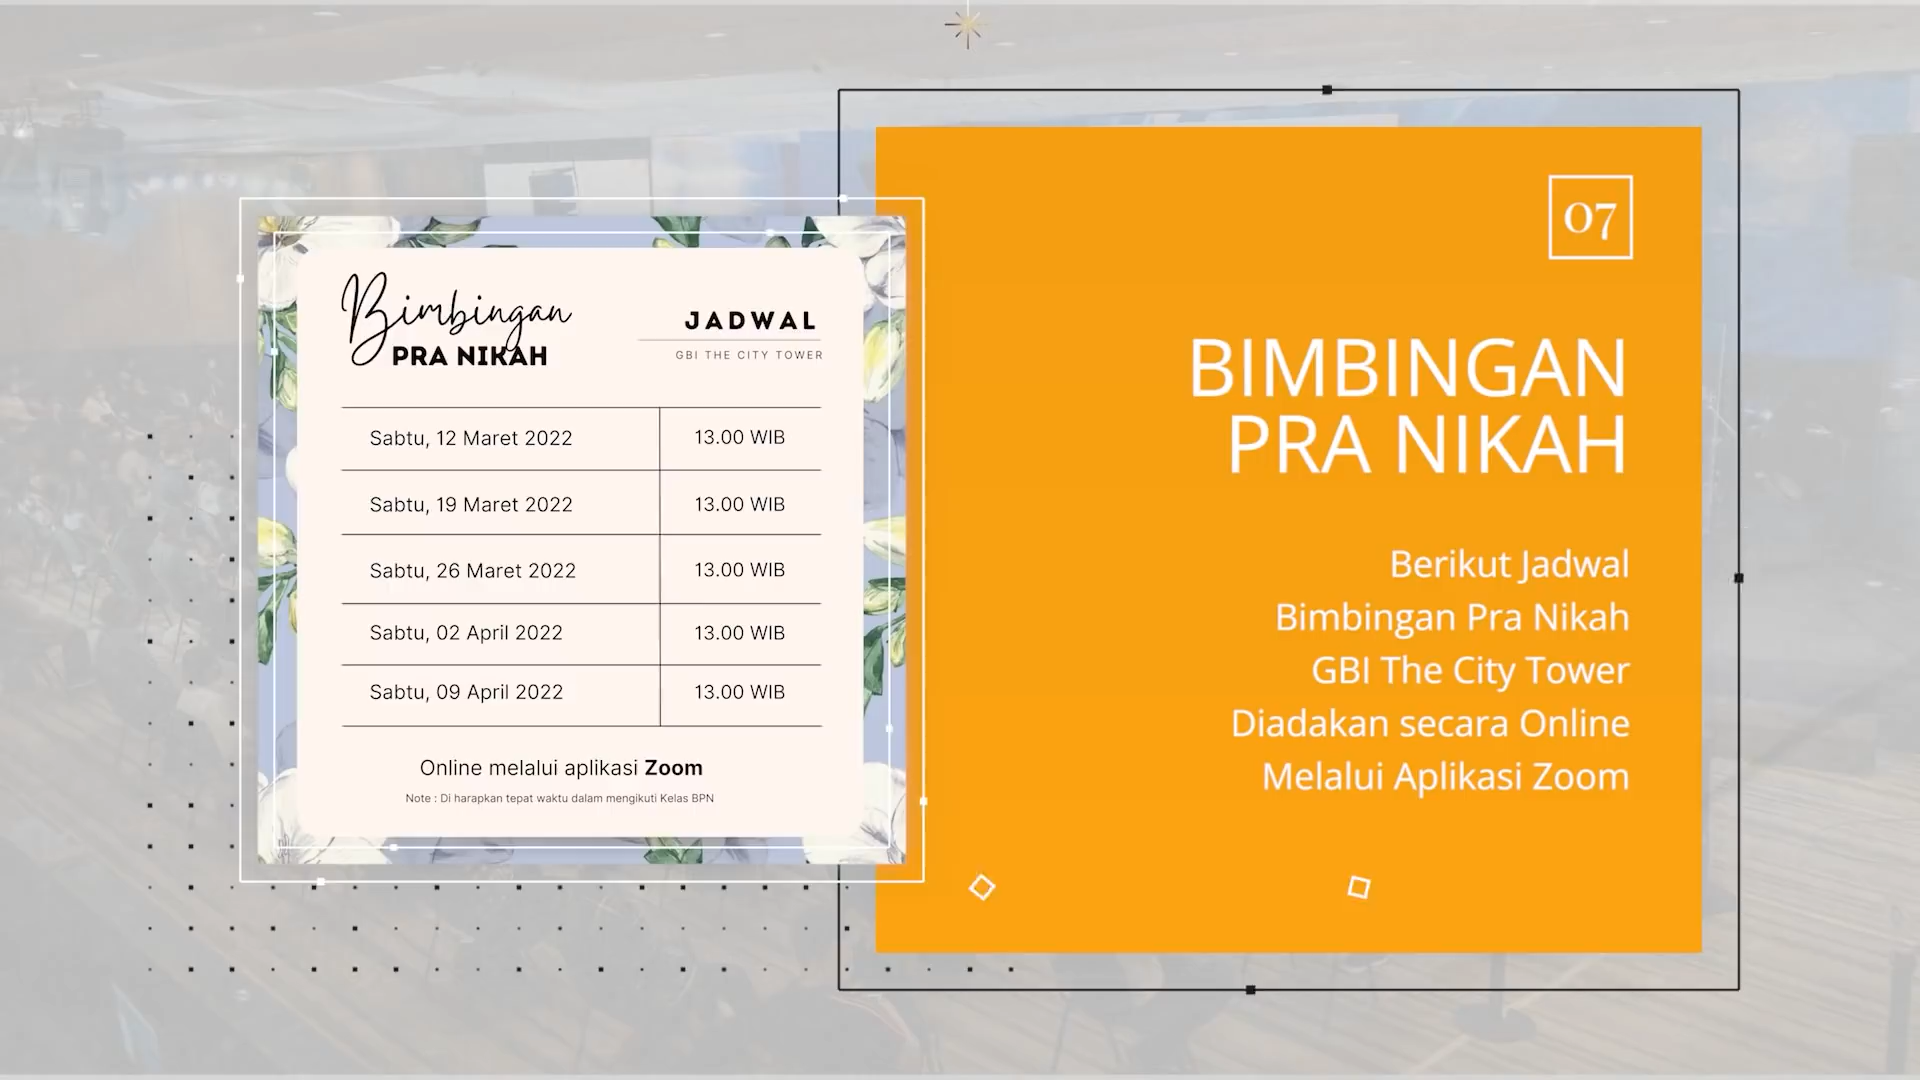 Bimbingan
PRA NIKAH
JADWAL
GBI THE CITY TOWER
Sabtu, 12 Maret 2022 13.00 WIB
Sabtu, 19 Maret 2022 13.00 WIB
Sabtu, 26 Maret 2022 13.00 WIB
Sabtu, 02 April 2022 13.00 WIB
Sabtu, 09 April 2022 13.00 WIB
Online melalui aplikasi Zoom
Note : Di harapkan tepat waktu dalam mengikuti Kelas BPN
07
BIMBINGAN
PRA NIKAH
Berikut Jadwal
Bimbingan Pra Nikah
GBI The City Tower
Diadakan secara Online
Melalui Aplikasi Zoom